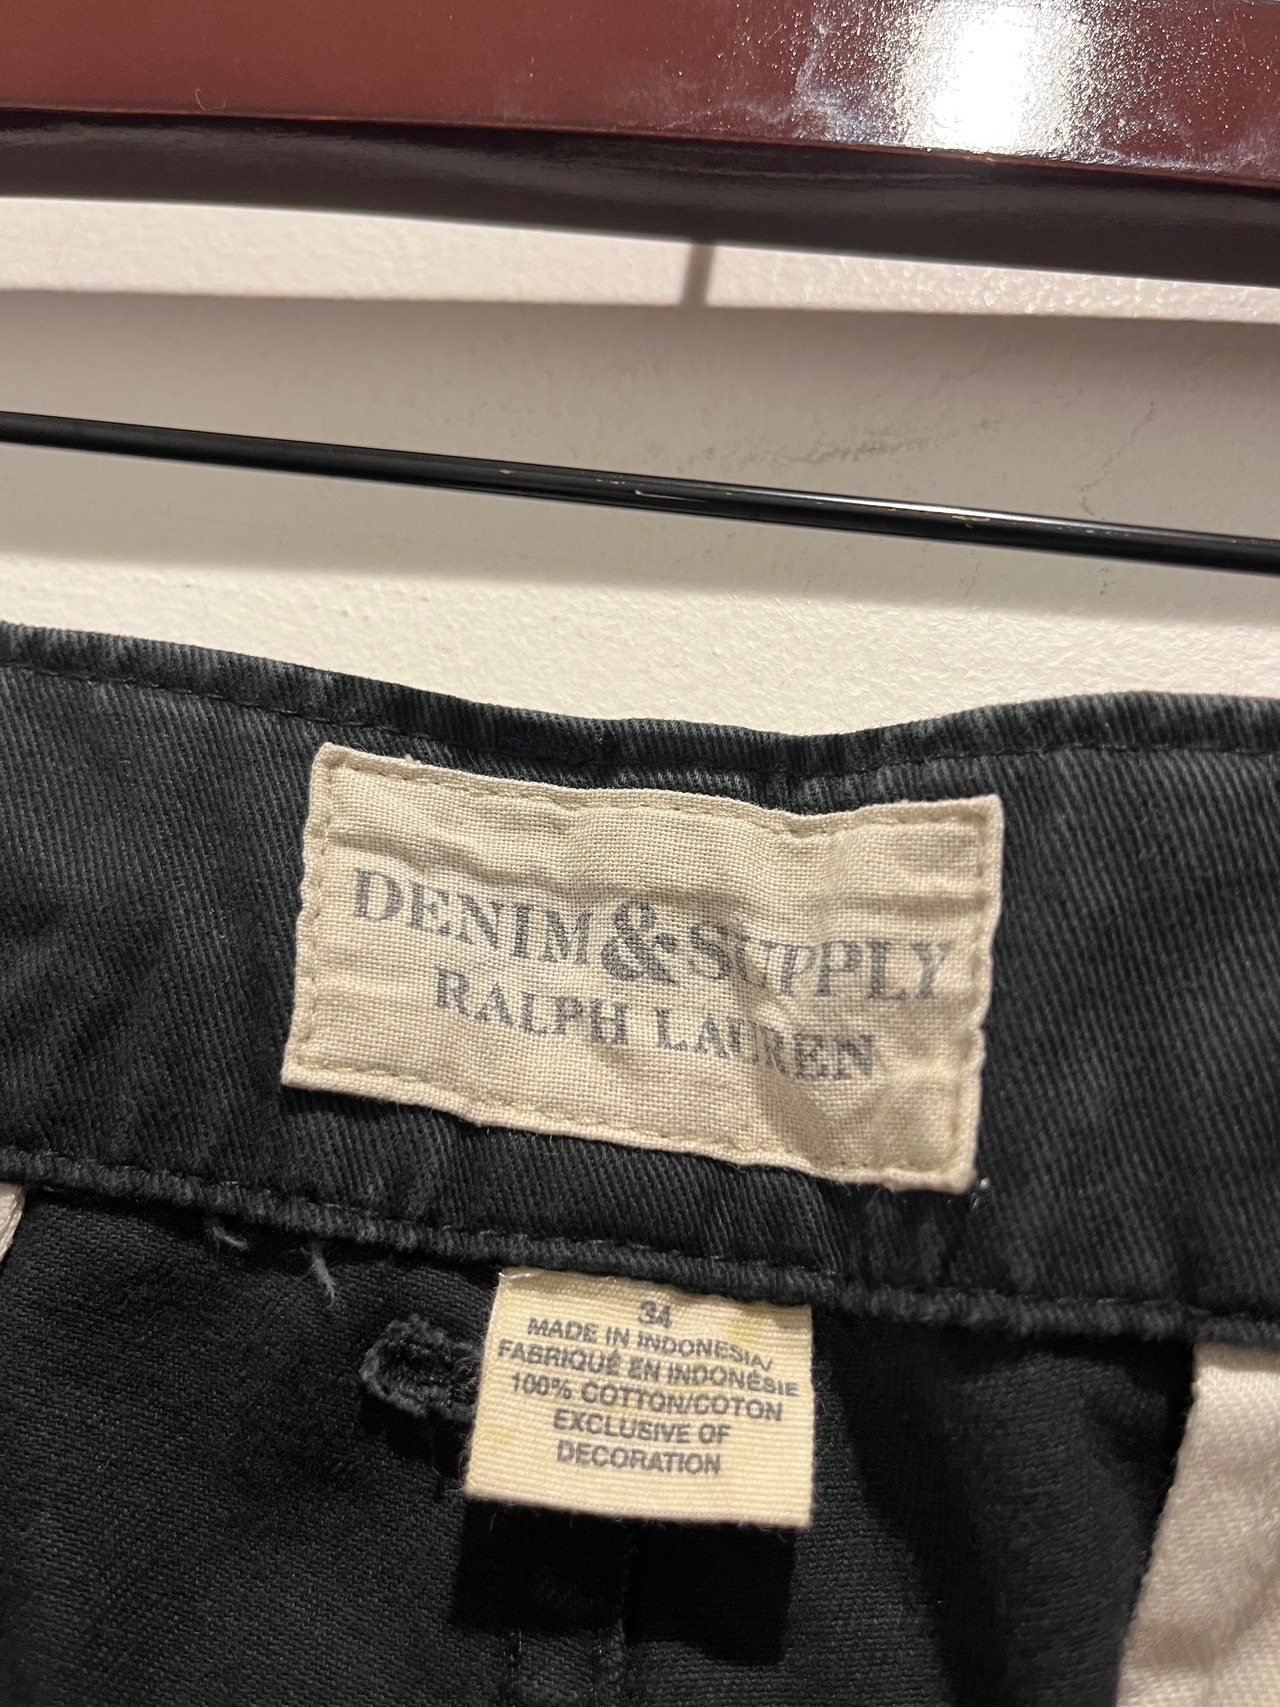 DENIM & SUPPLY
RALPH LAUREN
34
MADE IN INDONESIA/
FABRIQUÉ EN INDONÉSIE
100% COTTON/COTON
EXCLUSIVE OF
DECORATION